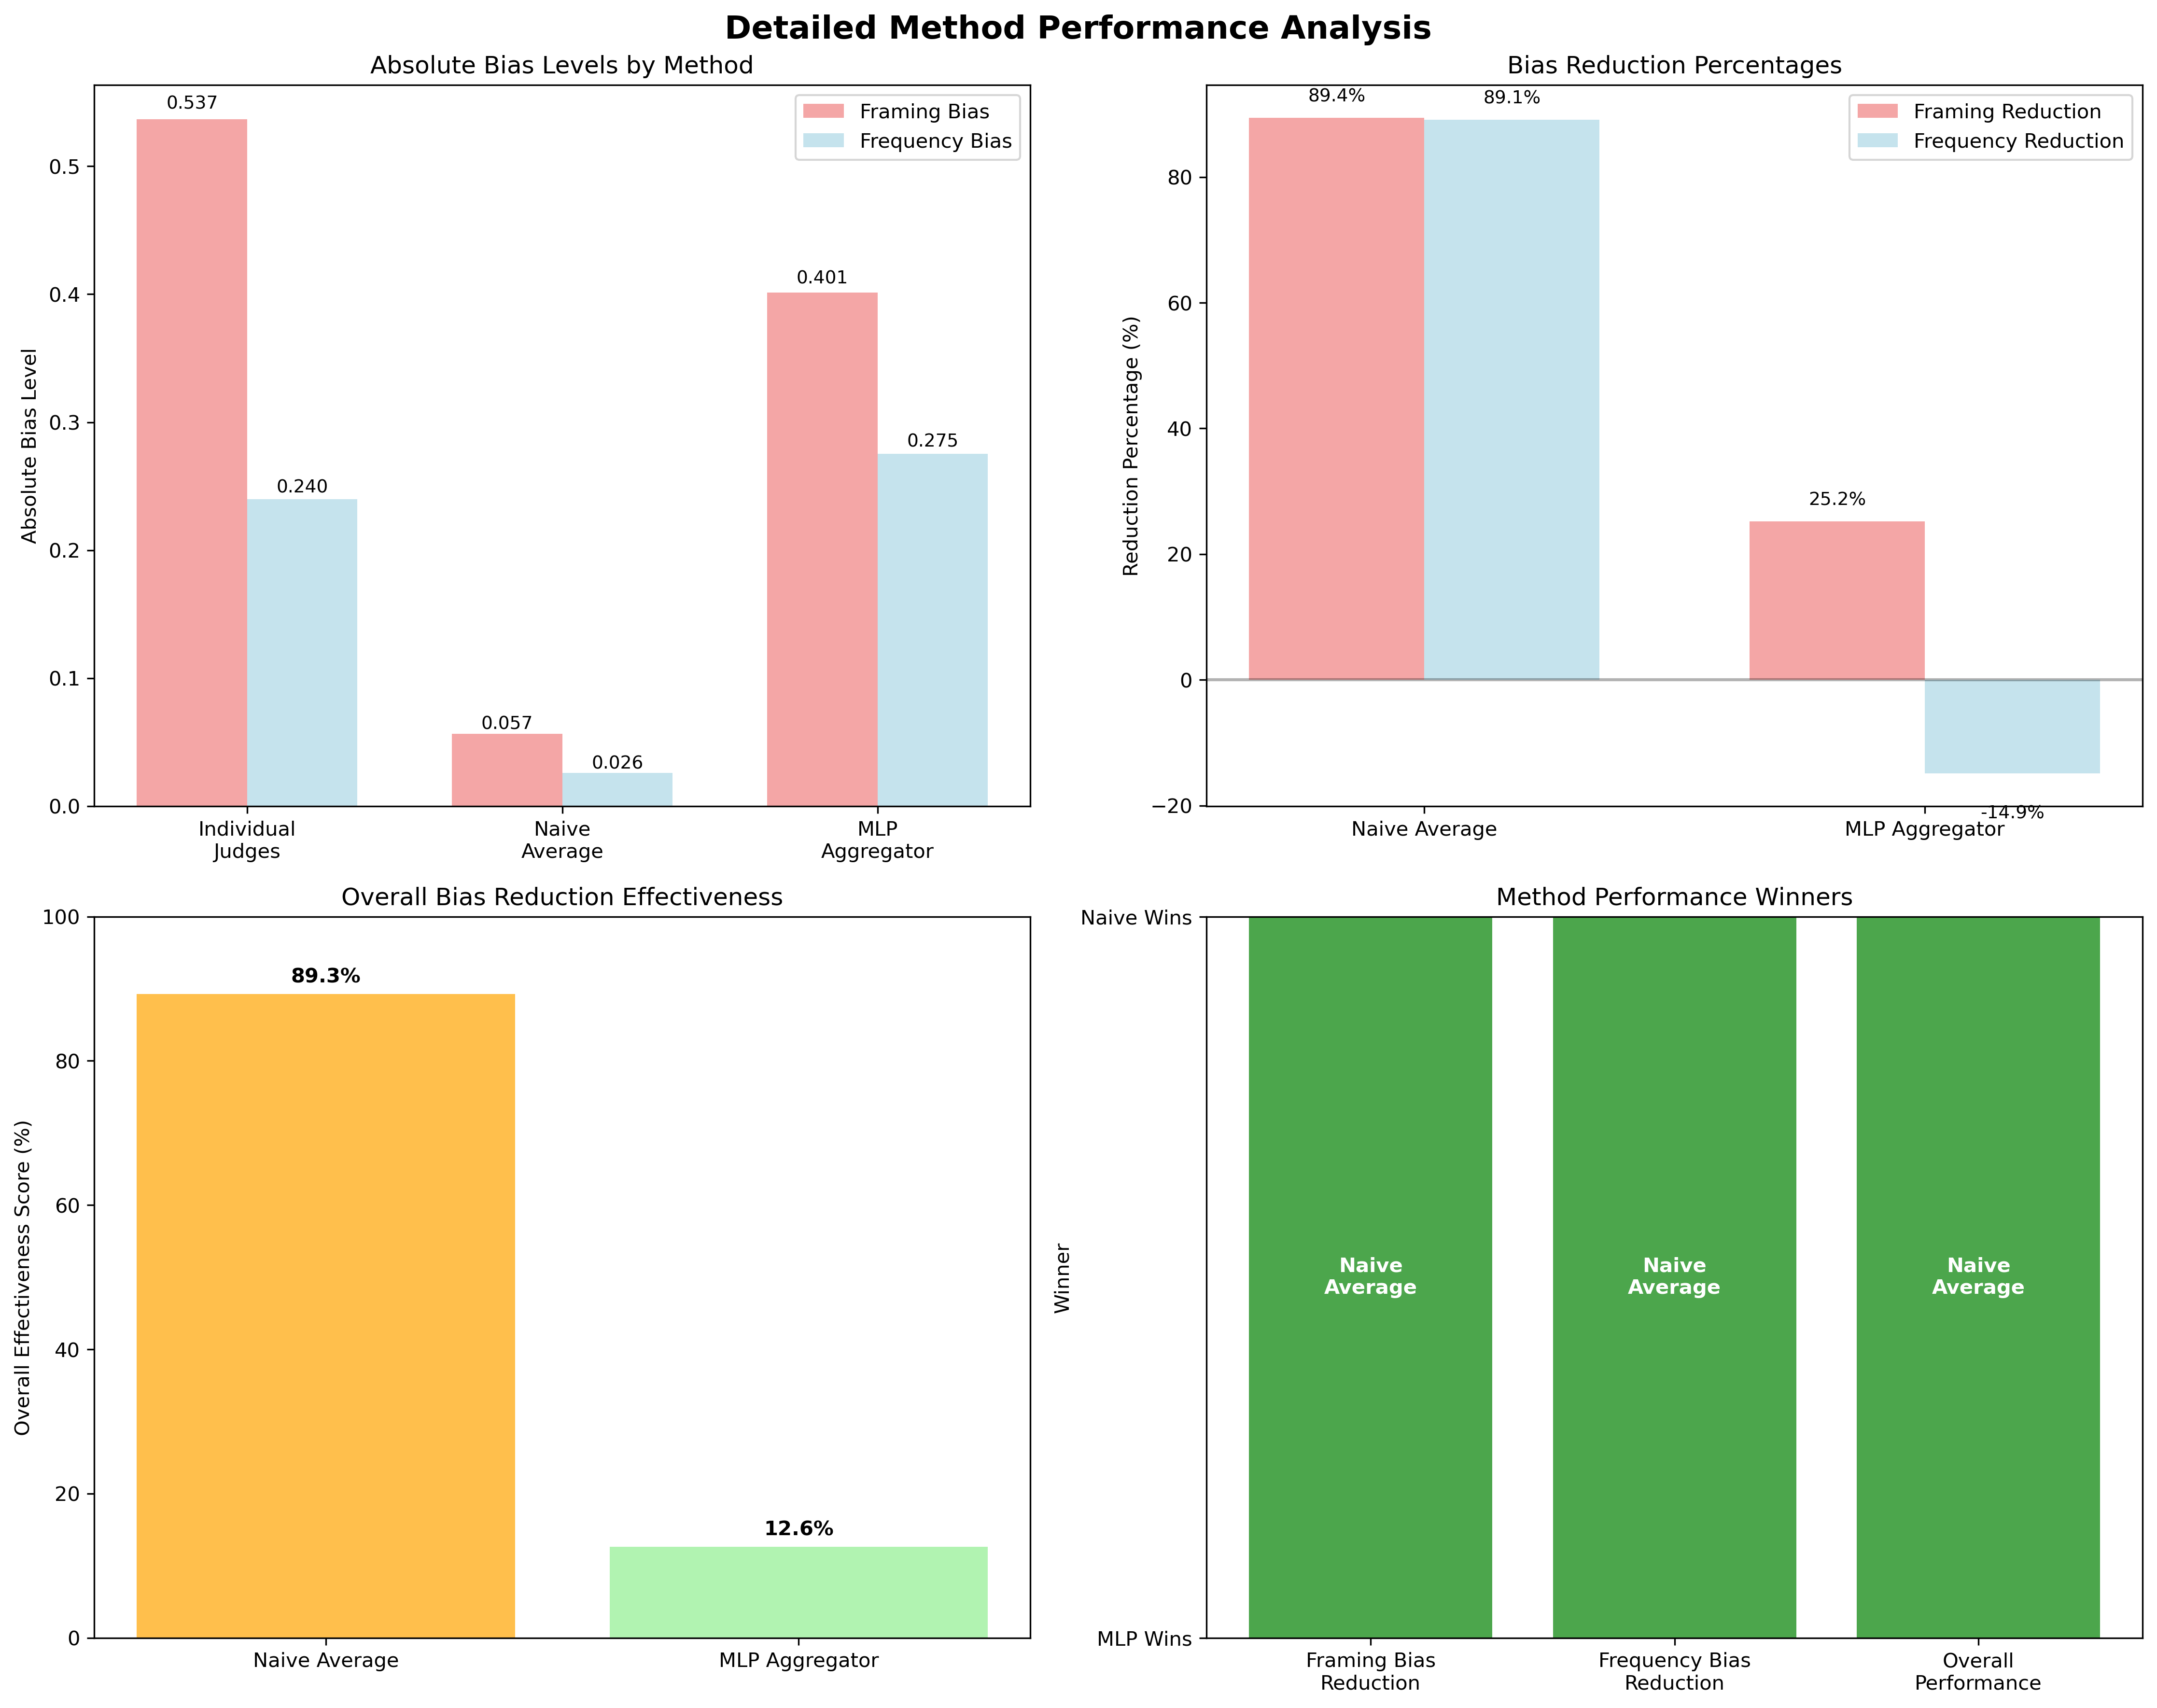 Detailed Method Performance Analysis
Absolute Bias Levels by Method
Absolute Bias Level
0.5
0.4
0.3
0.2
0.1
0.0
0.537
0.240
0.057
0.026
0.401
0.275
Framing Bias
Frequency Bias
Individual
Judges
Naive
Average
MLP
Aggregator
Bias Reduction Percentages
Reduction Percentage (%)
80
60
40
20
0
−20
89.4%
89.1%
25.2%
-14.9%
Framing Reduction
Frequency Reduction
Naive Average
MLP Aggregator
Overall Bias Reduction Effectiveness
Overall Effectiveness Score (%)
100
80
60
40
20
0
89.3%
12.6%
Naive Average
MLP Aggregator
Method Performance Winners
Winner
Naive Wins
MLP Wins
Naive
Average
Naive
Average
Naive
Average
Framing Bias
Reduction
Frequency Bias
Reduction
Overall
Performance